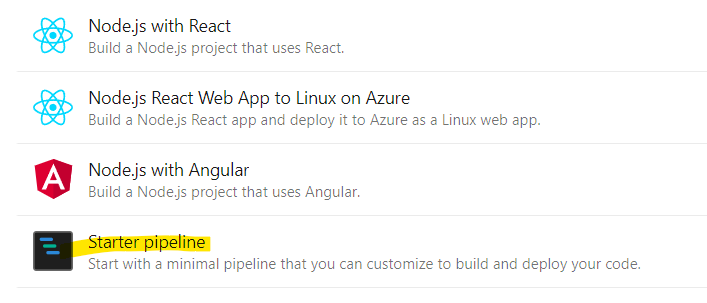 Node.js with React
Build a Node.js project that uses React.
Node.js React Web App to Linux on Azure
Build a Node.js React app and deploy it to Azure as a Linux web app.
Node.js with Angular
Build a Node.js project that uses Angular.
Starter pipeline
Start with a minimal pipeline that you can customize to build and deploy your code.